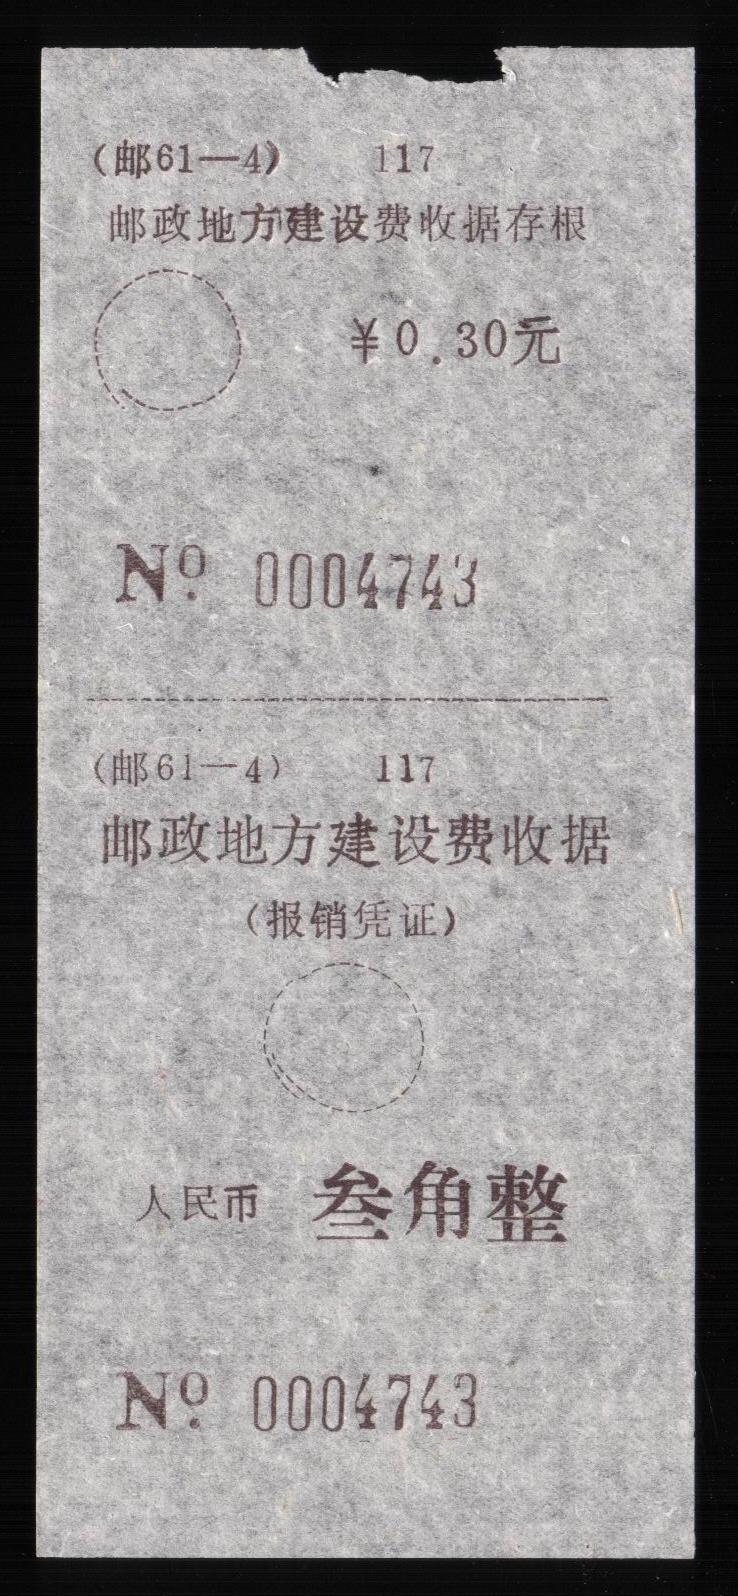 (邮61—4) 117
邮政地方建设费收据存根
¥0.30元
Nº 0004743
(邮61—4) 117
邮政地方建设费收据
(报销凭证)
人民币 叁角整
Nº 0004743